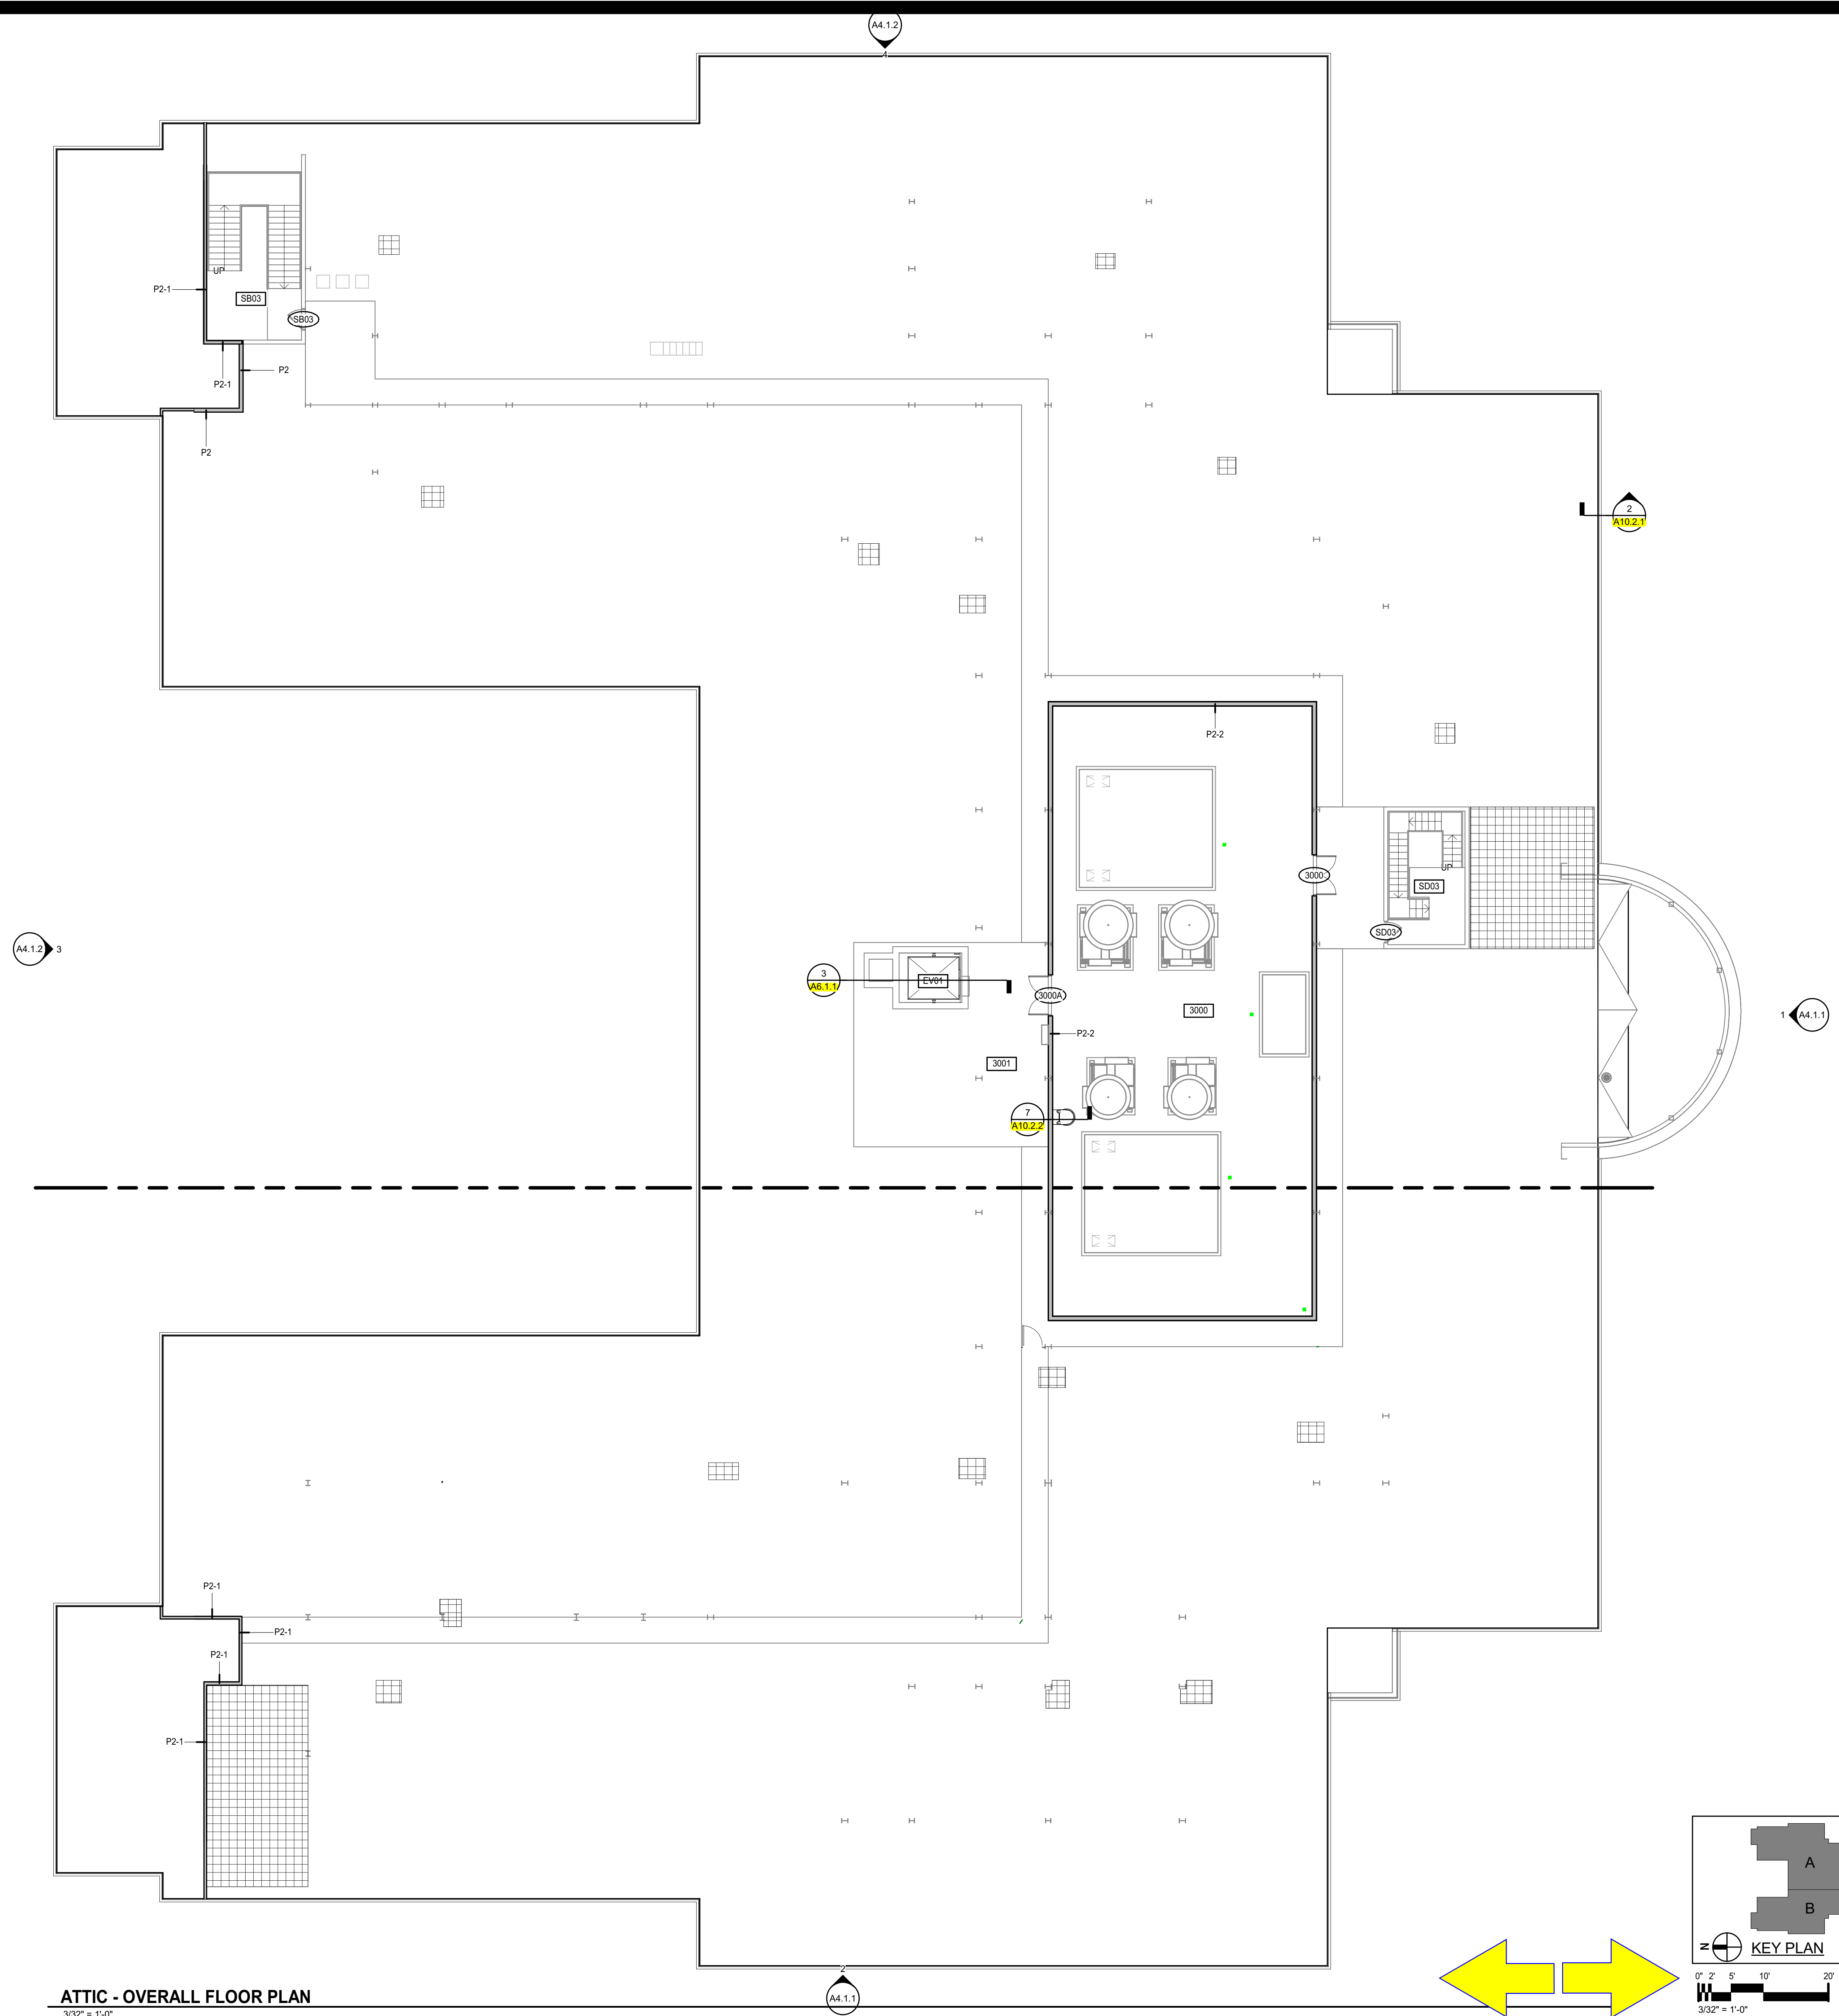 A4.1.2
4
UP
P2-1
SB03
SB03
P2-1
P2
P2
2
A10.2.1
P2-2
UP
3000
SD03
SD03
A4.1.2
3
3
A6.1.1
EV01
3000A
3000
1
A4.1.1
P2-2
3001
7
A10.2.2
P2-1
P2-1
P2-1
P2-1
A
B
N
KEY PLAN
2
A4.1.1
0" 2' 5' 10' 20'
3/32" = 1'-0"
ATTIC - OVERALL FLOOR PLAN
3/32" = 1'-0"